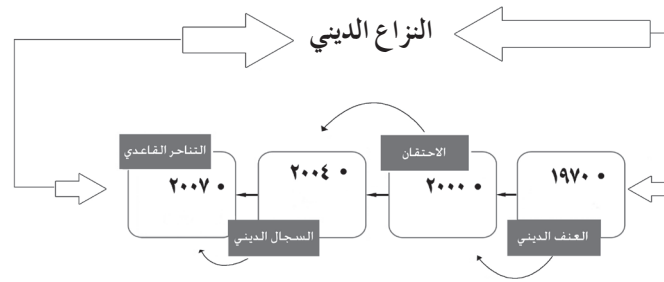 النزاع الديني
• ١٩٧٠
العنف الديني
الاحتقان
• ٢٠٠٠
• ٢٠٠٤
السجال الديني
التناحر القاعدي
• ٢٠٠٧